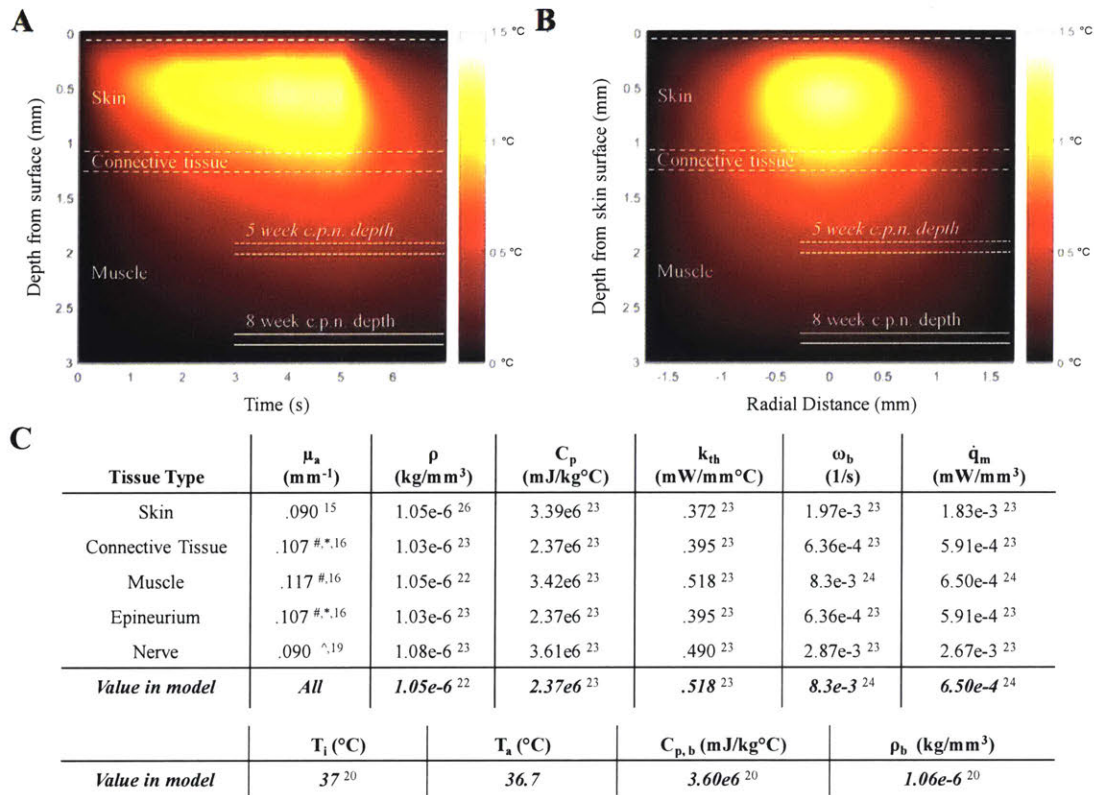 A
B
0
0.5
1
1.5
2
2.5
3
0
1
2
3
4
5
6
Depth from surface (mm)
Time (s)
Skin
Connective tissue
5 week c.p.n. depth
Muscle
8 week c.p.n. depth
1.5 °C
1 °C
0.5 °C
0 °C
0
0.5
1
1.5
2
2.5
3
-1.5
-1
-0.5
0
0.5
1
1.5
Depth from skin surface (mm)
Radial Distance (mm)
Skin
Connective tissue
5 week c.p.n. depth
Muscle
8 week c.p.n. depth
1.5 °C
1 °C
0.5 °C
0 °C
C
Tissue Type μa (mm-1) ρ (kg/mm3) Cp (mJ/kg°C) kth (mW/mm°C) ωb (1/s) q̇m (mW/mm3)
Skin .090 15 1.05e-6 26 3.39e6 23 .372 23 1.97e-3 23 1.83e-3 23
Connective Tissue .107 #,*,16 1.03e-6 23 2.37e6 23 .395 23 6.36e-4 23 5.91e-4 23
Muscle .117 #,16 1.05e-6 22 3.42e6 23 .518 23 8.3e-3 24 6.50e-4 24
Epineurium .107 #,*,16 1.03e-6 23 2.37e6 23 .395 23 6.36e-4 23 5.91e-4 23
Nerve .090 ^,19 1.08e-6 23 3.61e6 23 .490 23 2.87e-3 23 2.67e-3 23
Value in model All 1.05e-6 22 2.37e6 23 .518 23 8.3e-3 24 6.50e-4 24
Ti (°C) Ta (°C) Cp, b (mJ/kg°C) ρb (kg/mm3)
Value in model 37 20 36.7 3.60e6 20 1.06e-6 20